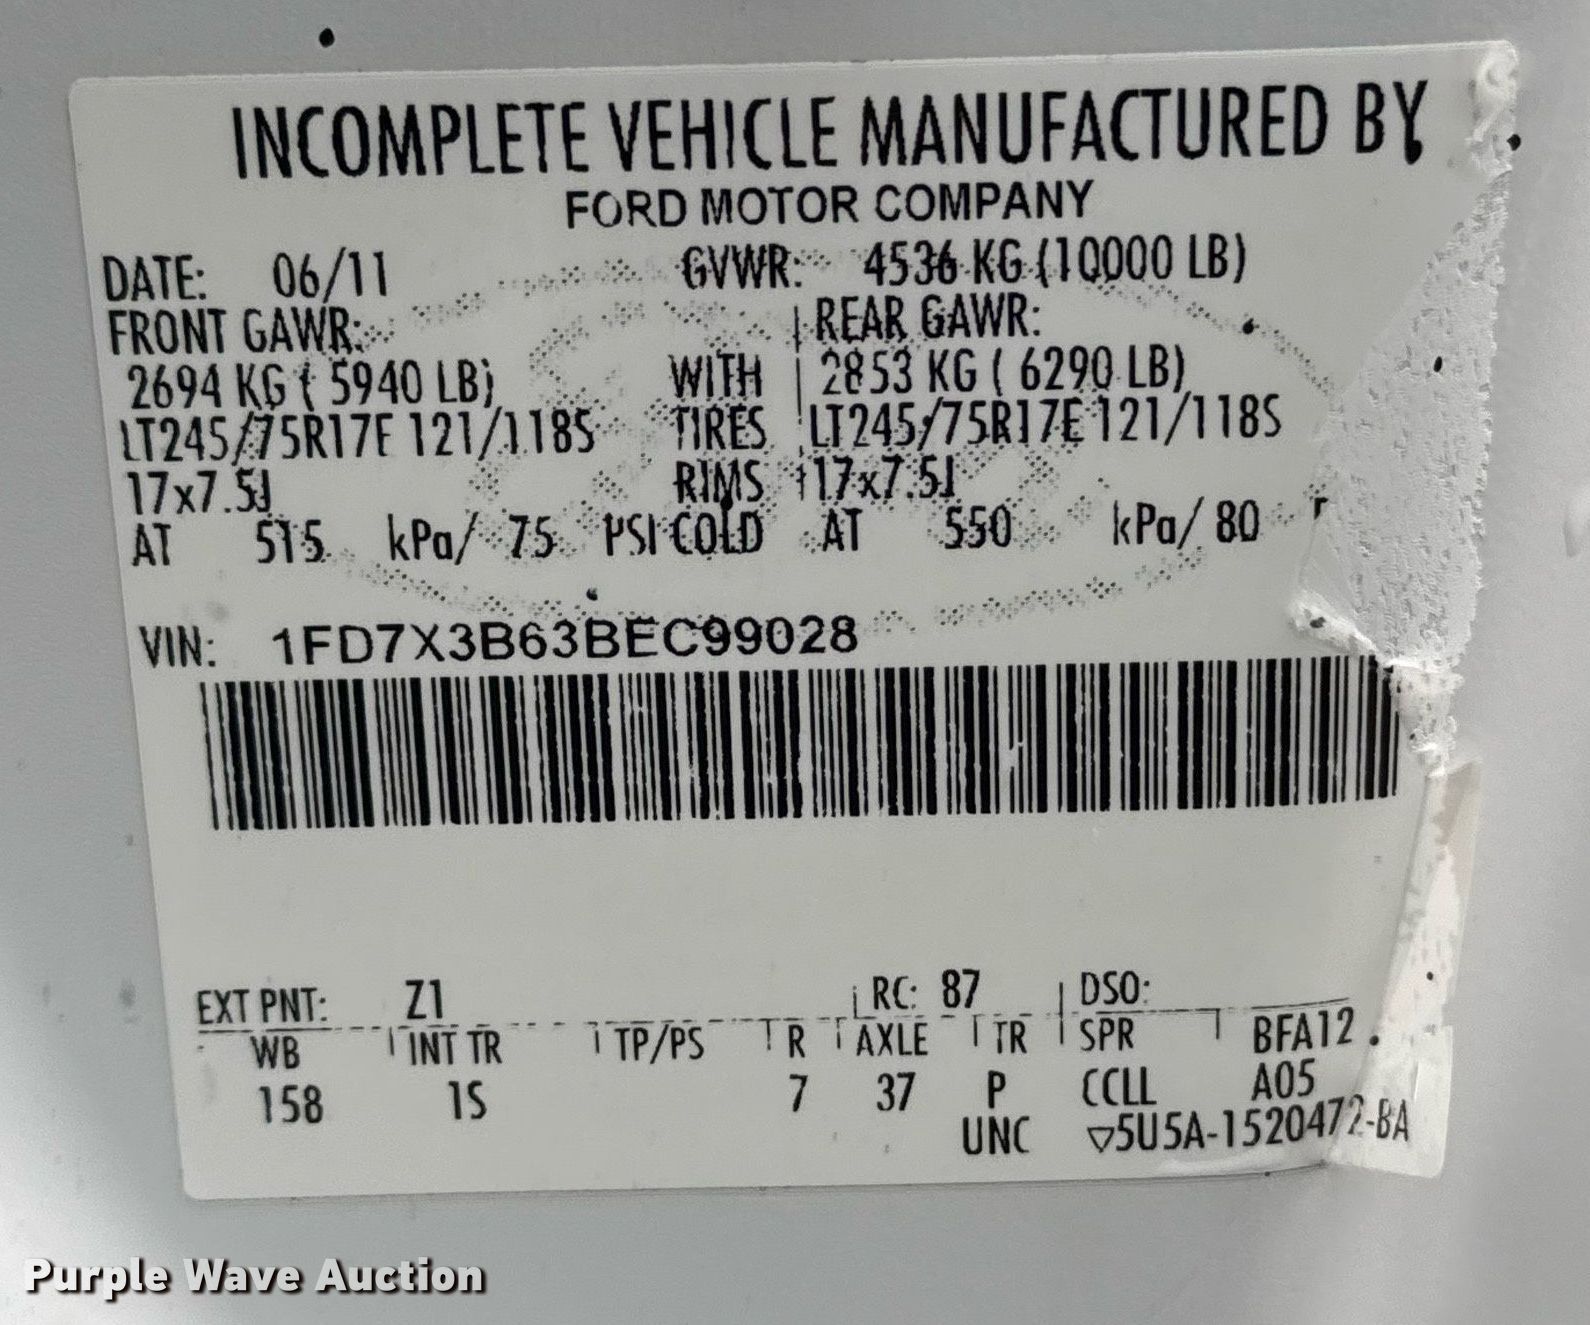 INCOMPLETE VEHICLE MANUFACTURED BY
FORD MOTOR COMPANY
DATE: 06/11 GVWR: 4536 KG (10000 LB)
FRONT GAWR: REAR GAWR:
2694 KG ( 5940 LB) WITH 2853 KG ( 6290 LB)
LT245/75R17E 121/118S TIRES LT245/75R17E 121/118S
17x7.5J RIMS 17x7.5J
AT 515 kPa/ 75 PSI COLD AT 550 kPa/ 80
VIN: 1FD7X3B63BEC99028
EXT PNT: Z1 RC: 87 DSO:
WB INT TR TP/PS R AXLE TR SPR BFA12
158 1S 7 37 P CCLL A05
UNC ▽5U5A-1520472-BA
Purple Wave Auction